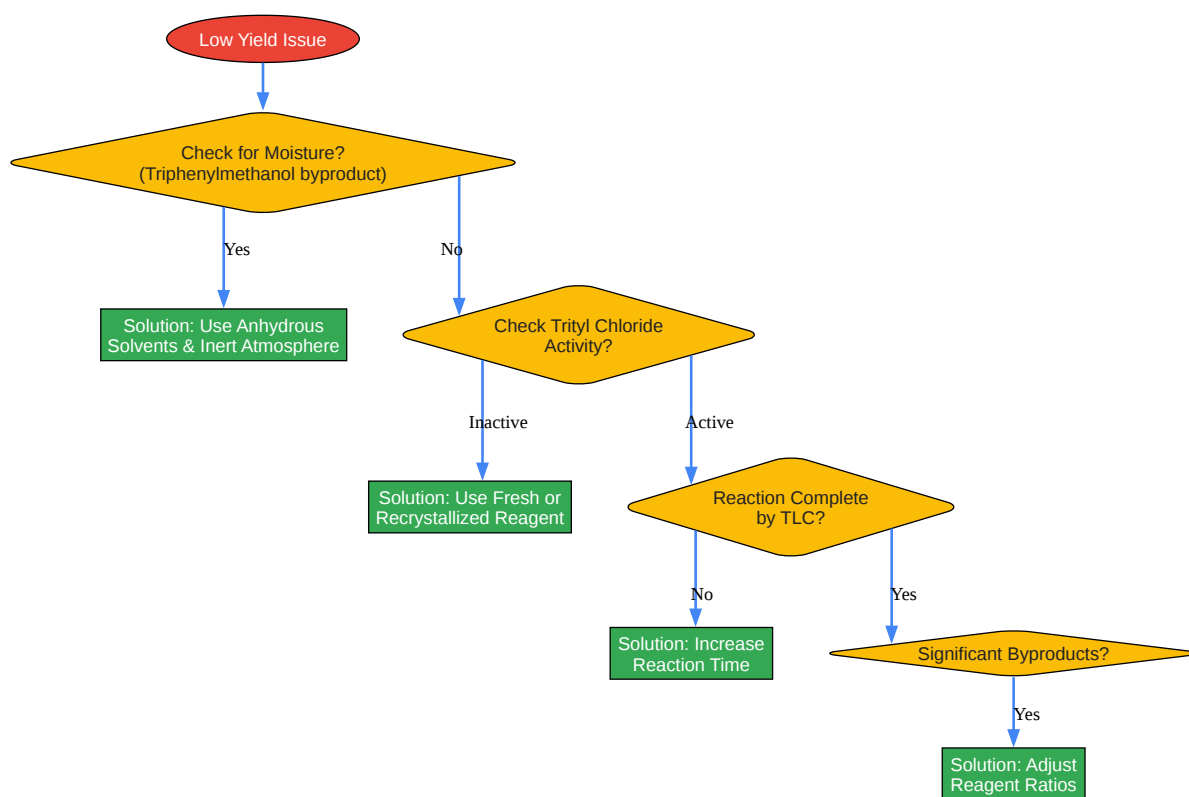 Low Yield Issue
Check for Moisture?
(Triphenylmethanol byproduct)
Yes
No
Solution: Use Anhydrous
Solvents & Inert Atmosphere
Check Trityl Chloride
Activity?
Inactive
Active
Solution: Use Fresh or
Recrystallized Reagent
Reaction Complete
by TLC?
No
Yes
Solution: Increase
Reaction Time
Significant Byproducts?
Yes
Solution: Adjust
Reagent Ratios